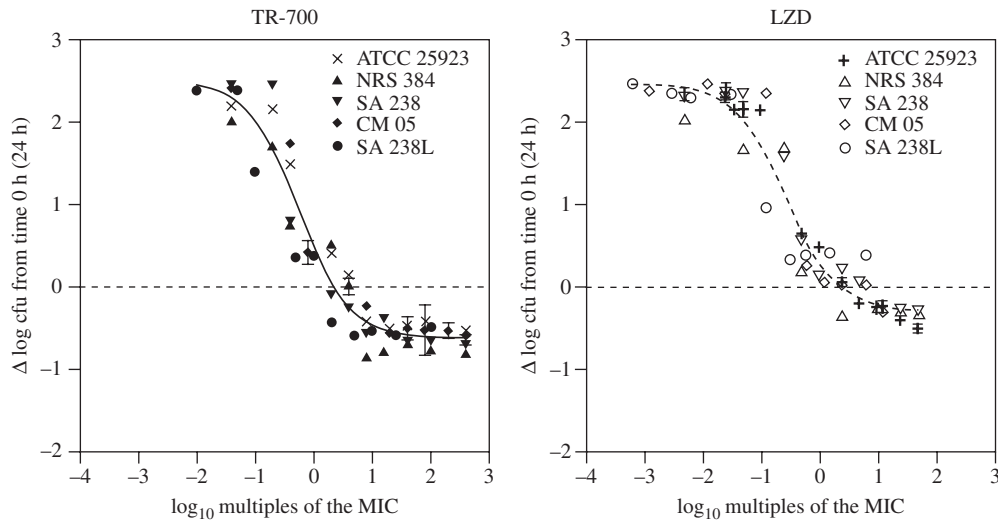 TR-700
3
2
1
0
−1
−2
−4
−3
−2
−1
0
1
2
3
Δ log cfu from time 0 h (24 h)
log10 multiples of the MIC
ATCC 25923
NRS 384
SA 238
CM 05
SA 238L
LZD
3
2
1
0
−1
−2
−4
−3
−2
−1
0
1
2
3
Δ log cfu from time 0 h (24 h)
log10 multiples of the MIC
ATCC 25923
NRS 384
SA 238
CM 05
SA 238L